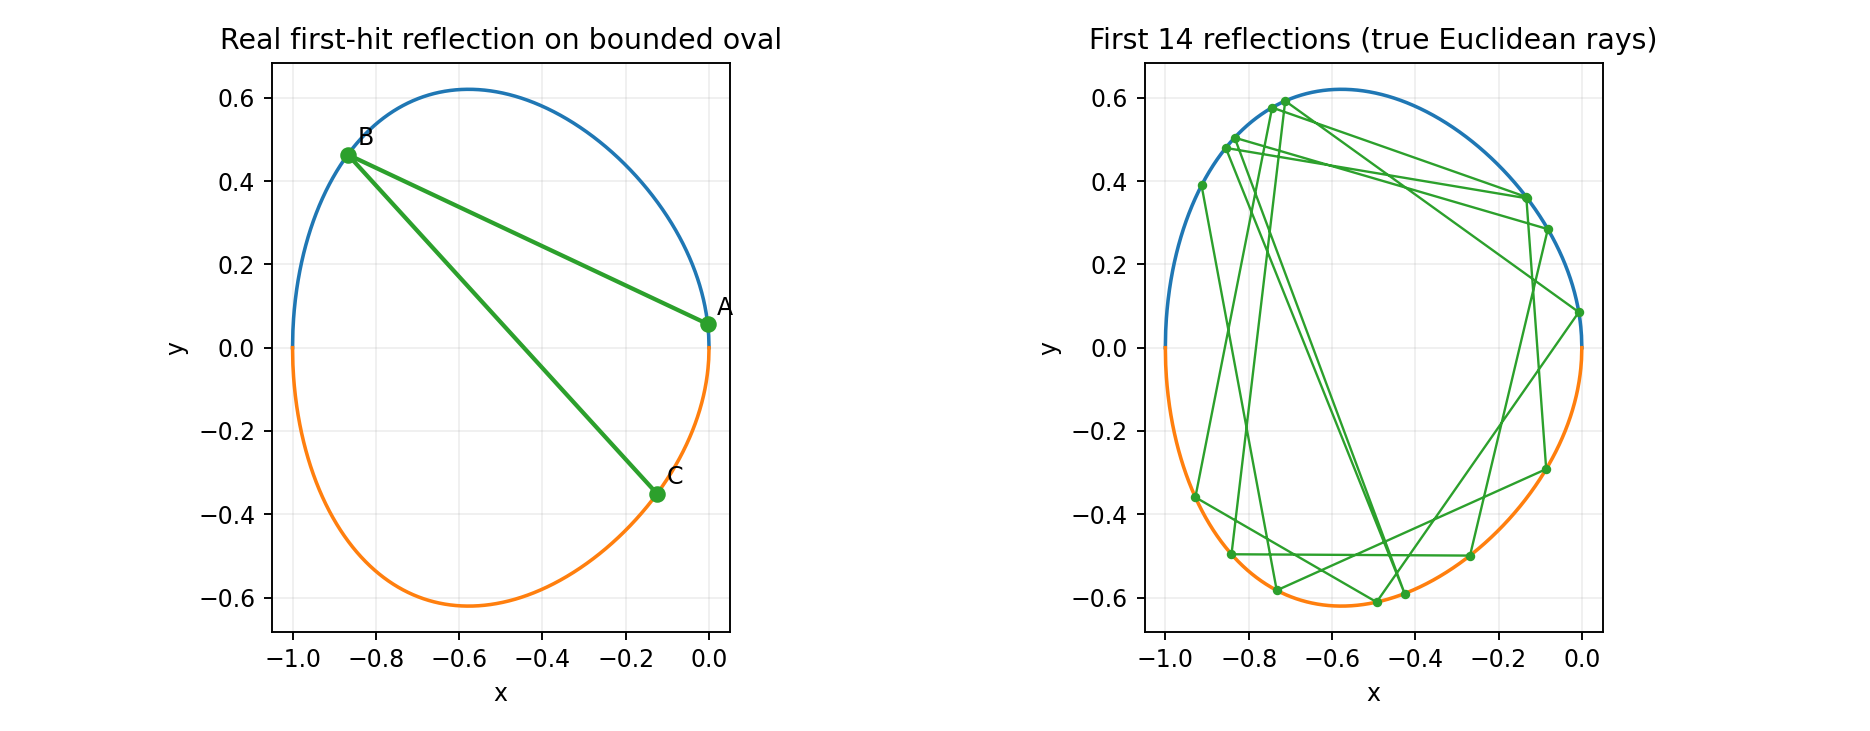 Real first-hit reflection on bounded oval
0.6
0.4
0.2
0.0
−0.2
−0.4
−0.6
y
B
A
C
−1.0 −0.8 −0.6 −0.4 −0.2 0.0
x
First 14 reflections (true Euclidean rays)
0.6
0.4
0.2
0.0
−0.2
−0.4
−0.6
y
−1.0 −0.8 −0.6 −0.4 −0.2 0.0
x